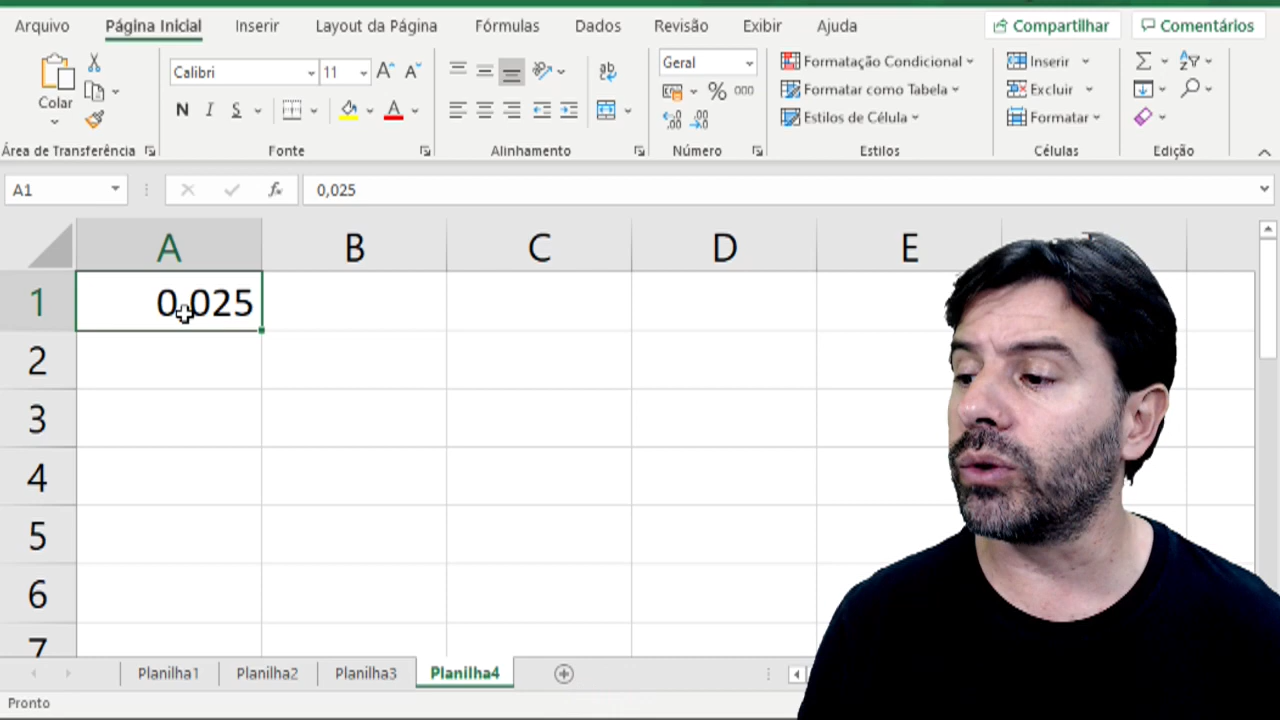 Arquivo Página Inicial Inserir Layout da Página Fórmulas Dados Revisão Exibir Ajuda Compartilhar Comentários
Colar Calibri 11 A A Geral Formatação Condicional Inserir Σ
N I S A % 000 Formatar como Tabela Excluir
Estilos de Célula Formatar
Área de Transferência Fonte Alinhamento Número Estilos Células Edição
A1 fx 0,025
A B C D E
1 0,025
2
3
4
5
6
7
Planilha1 Planilha2 Planilha3 Planilha4
Pronto